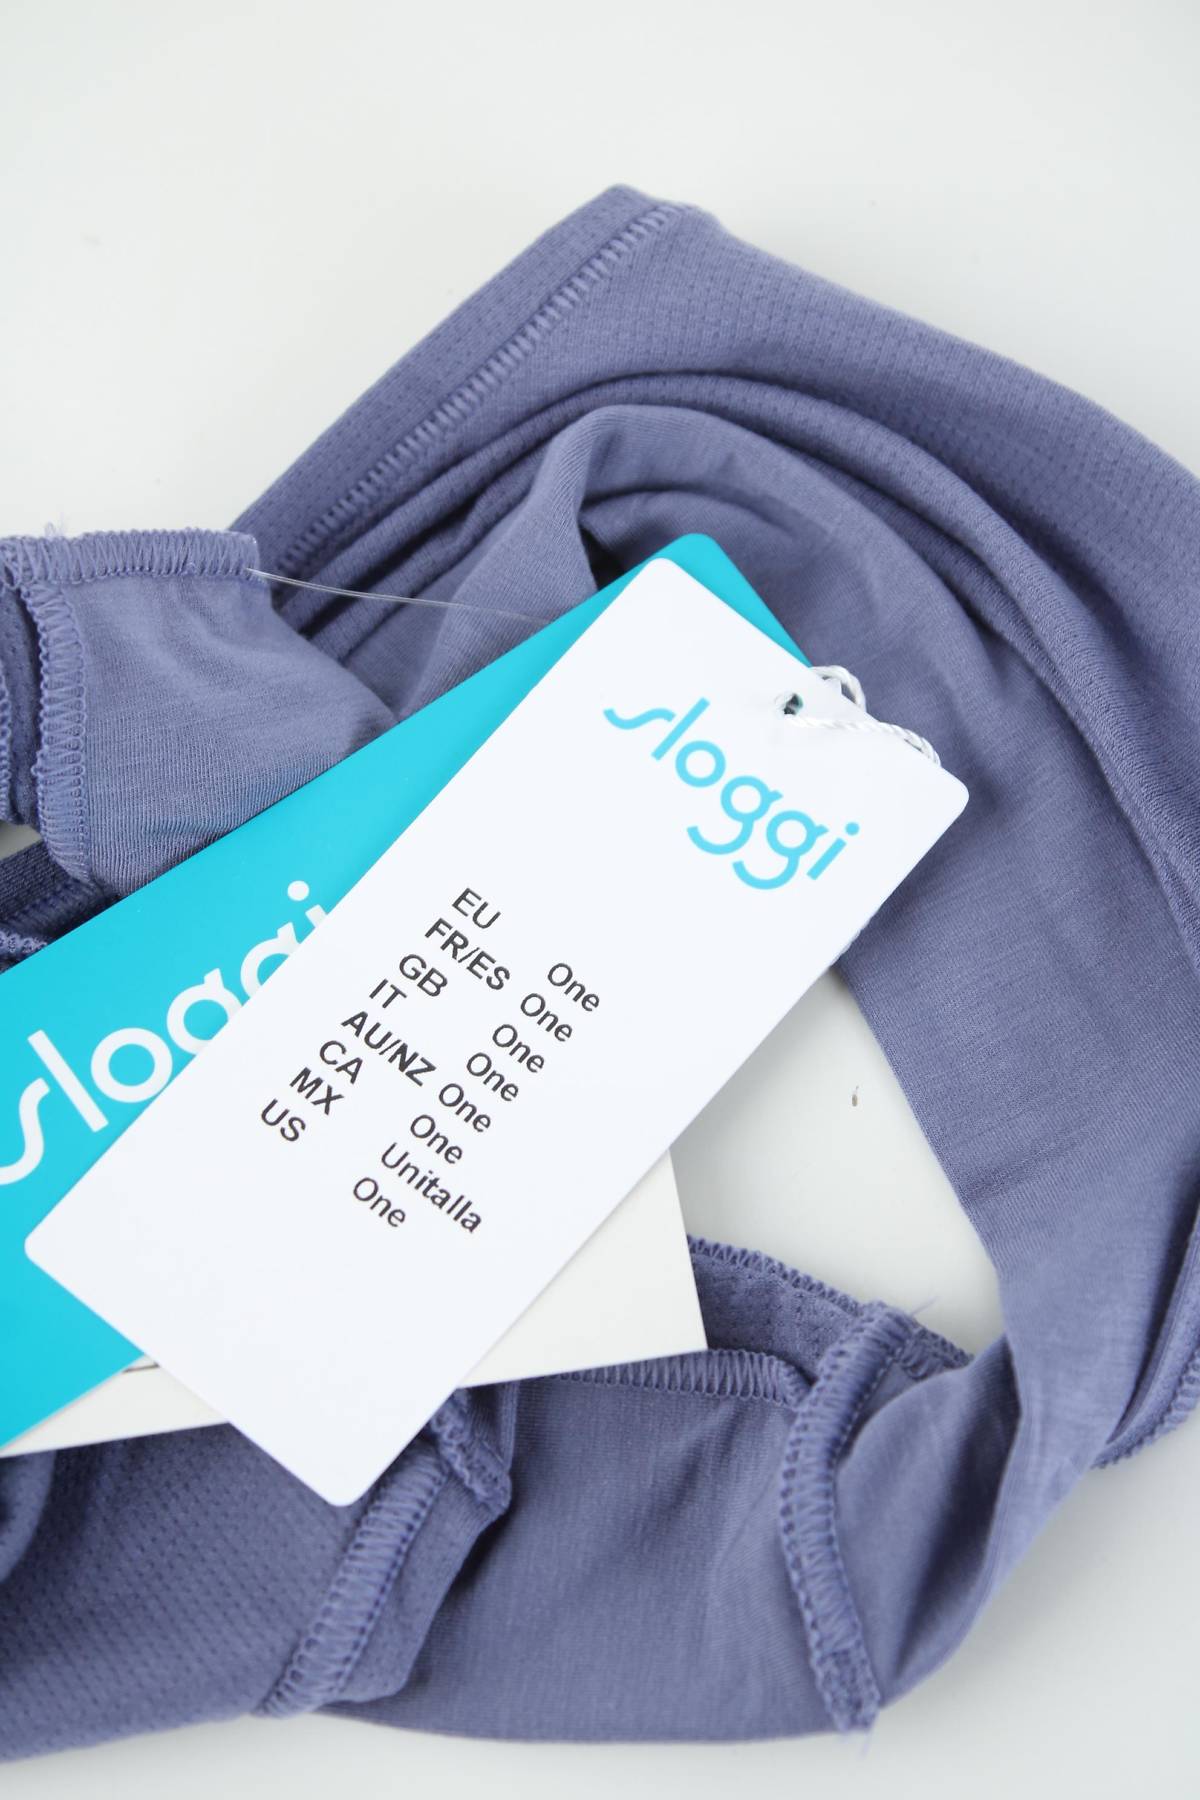 sloggi
EU One
FR/ES One
GB One
IT One
AU/NZ One
CA One
MX Unitalla
US One
sloggi